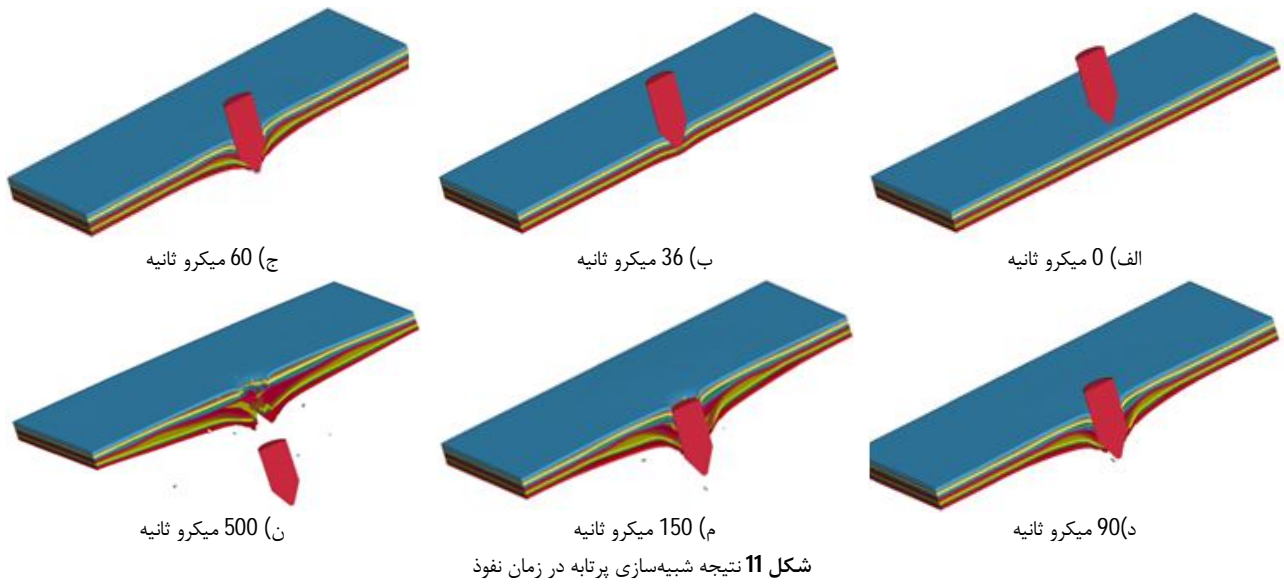 الف) 0 میکرو ثانیه
ب) 36 میکرو ثانیه
ج) 60 میکرو ثانیه
د)90 میکرو ثانیه
م) 150 میکرو ثانیه
ن) 500 میکرو ثانیه
شکل 11 نتیجه شبیه‌سازی پرتابه در زمان نفوذ